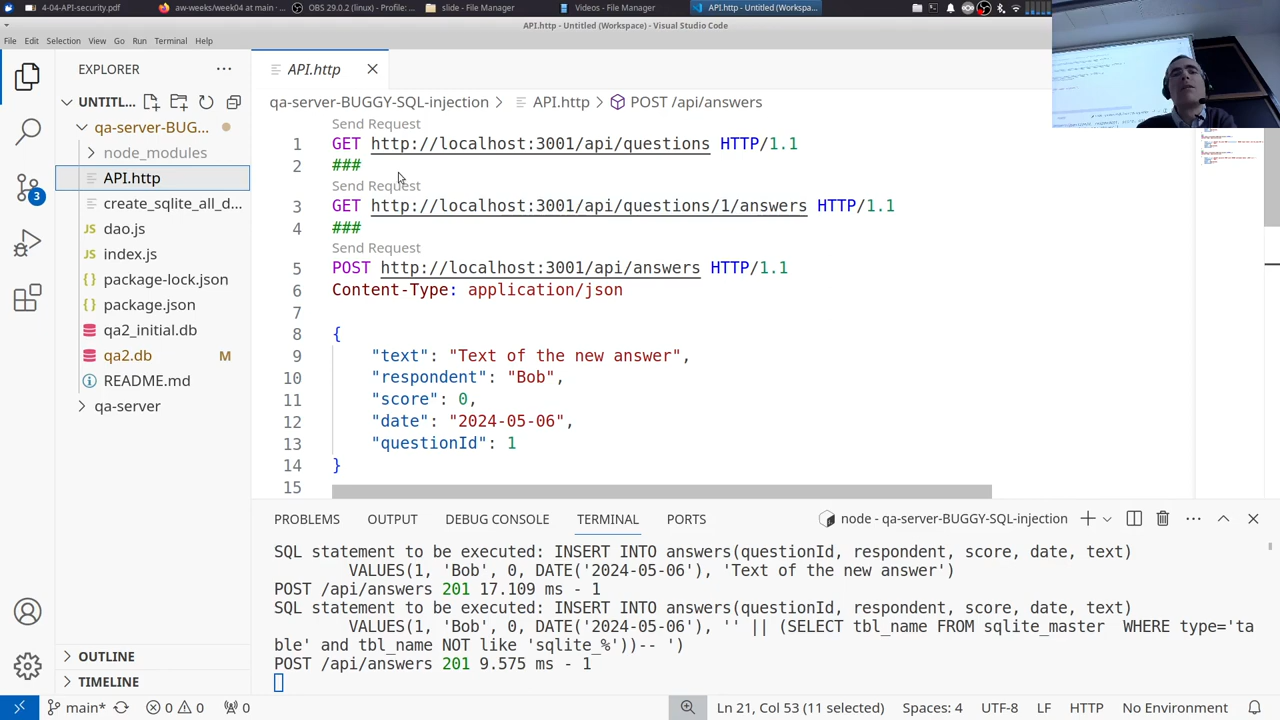 4-04-API-security.pdf
aw-weeks/week04 at main ·
OBS 29.0.2 (linux) - Profile: ...
Slide - File Manager
Videos - File Manager
API.http - Untitled (Workspac...
API.http - Untitled (Workspace) - Visual Studio Code
File Edit Selection View Go Run Terminal Help
EXPLORER
API.http
UNTITL...
qa-server-BUGGY-SQL-injection > API.http > POST /api/answers
qa-server-BUG...
node_modules
API.http
create_sqlite_all_d...
dao.js
index.js
package-lock.json
package.json
qa2_initial.db
qa2.db M
README.md
qa-server
OUTLINE
TIMELINE
3
Send Request
1 GET http://localhost:3001/api/questions HTTP/1.1
2 ###
Send Request
3 GET http://localhost:3001/api/questions/1/answers HTTP/1.1
4 ###
Send Request
5 POST http://localhost:3001/api/answers HTTP/1.1
6 Content-Type: application/json
7
8 {
9 "text": "Text of the new answer",
10 "respondent": "Bob",
11 "score": 0,
12 "date": "2024-05-06",
13 "questionId": 1
14 }
15
PROBLEMS OUTPUT DEBUG CONSOLE TERMINAL PORTS
node - qa-server-BUGGY-SQL-injection
SQL statement to be executed: INSERT INTO answers(questionId, respondent, score, date, text)
VALUES(1, 'Bob', 0, DATE('2024-05-06'), 'Text of the new answer')
POST /api/answers 201 17.109 ms - 1
SQL statement to be executed: INSERT INTO answers(questionId, respondent, score, date, text)
VALUES(1, 'Bob', 0, DATE('2024-05-06'), '' || (SELECT tbl_name FROM sqlite_master WHERE type='ta
ble' and tbl_name NOT like 'sqlite_%'))-- ')
POST /api/answers 201 9.575 ms - 1
main* 0 0 0 Ln 21, Col 53 (11 selected) Spaces: 4 UTF-8 LF HTTP No Environment